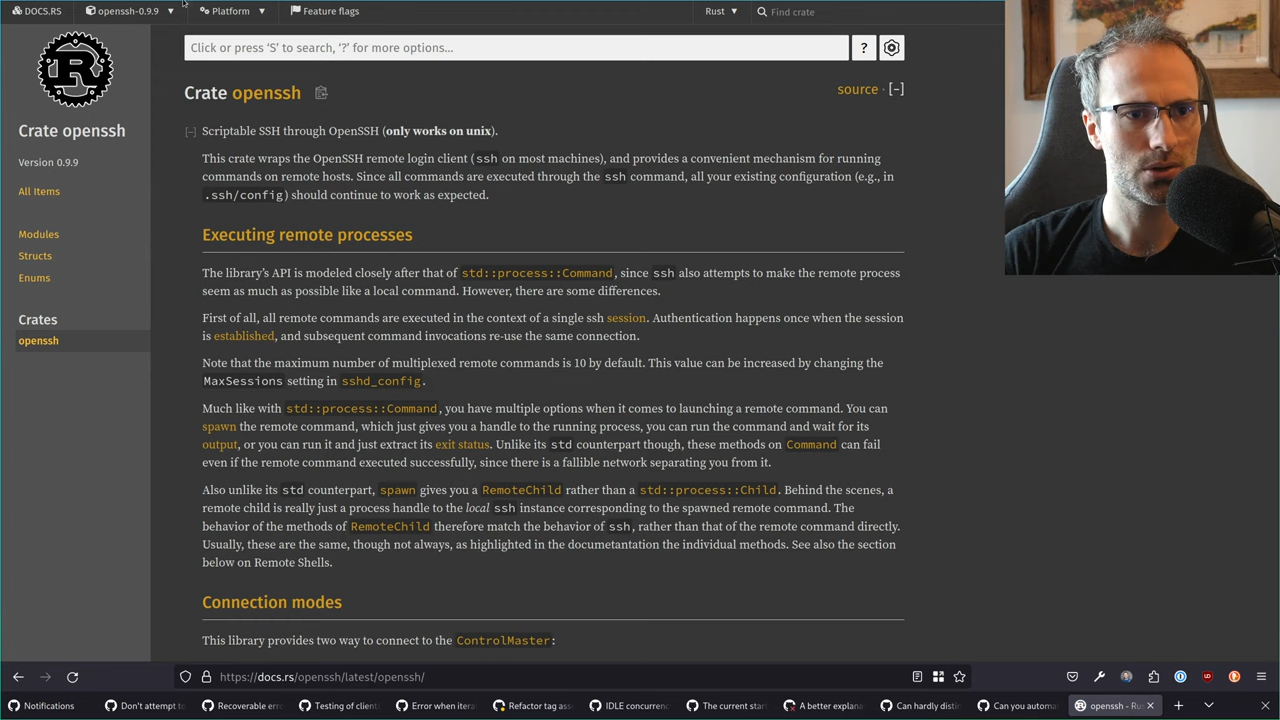 DOCS.RS openssh-0.9.9 Platform Feature flags Rust Find crate
Click or press ‘S’ to search, ‘?’ for more options…
?
Crate openssh
source · [−]
Crate openssh
Version 0.9.9
All Items
Modules
Structs
Enums
Crates
openssh
[−] Scriptable SSH through OpenSSH (only works on unix).
This crate wraps the OpenSSH remote login client (ssh on most machines), and provides a convenient mechanism for running
commands on remote hosts. Since all commands are executed through the ssh command, all your existing configuration (e.g., in
.ssh/config) should continue to work as expected.
Executing remote processes
The library’s API is modeled closely after that of std::process::Command, since ssh also attempts to make the remote process
seem as much as possible like a local command. However, there are some differences.
First of all, all remote commands are executed in the context of a single ssh session. Authentication happens once when the session
is established, and subsequent command invocations re-use the same connection.
Note that the maximum number of multiplexed remote commands is 10 by default. This value can be increased by changing the
MaxSessions setting in sshd_config.
Much like with std::process::Command, you have multiple options when it comes to launching a remote command. You can
spawn the remote command, which just gives you a handle to the running process, you can run the command and wait for its
output, or you can run it and just extract its exit status. Unlike its std counterpart though, these methods on Command can fail
even if the remote command executed successfully, since there is a fallible network separating you from it.
Also unlike its std counterpart, spawn gives you a RemoteChild rather than a std::process::Child. Behind the scenes, a
remote child is really just a process handle to the local ssh instance corresponding to the spawned remote command. The
behavior of the methods of RemoteChild therefore match the behavior of ssh, rather than that of the remote command directly.
Usually, these are the same, though not always, as highlighted in the documetantation the individual methods. See also the section
below on Remote Shells.
Connection modes
This library provides two way to connect to the ControlMaster:
https://docs.rs/openssh/latest/openssh/
Notifications Don't attempt to Recoverable erro Testing of client Error when itera Refactor tag ass IDLE concurrenc The current star A better explana Can hardly distin Can you automa openssh - Rus